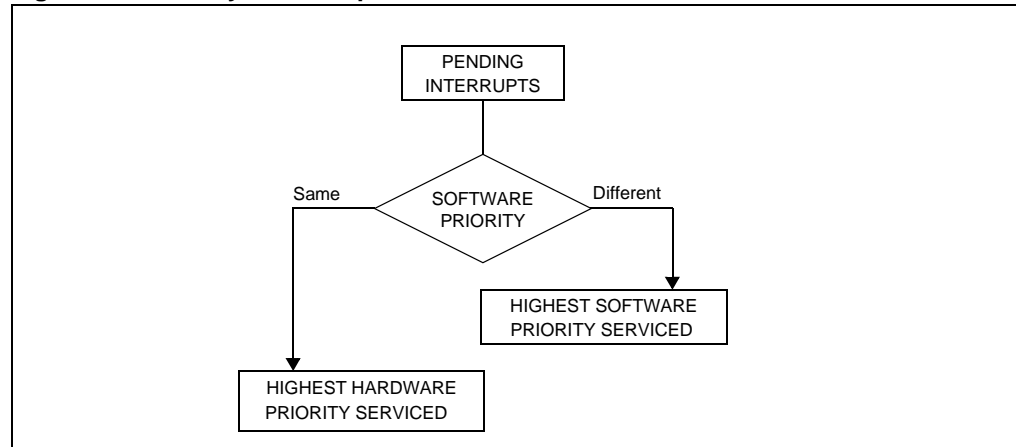 PENDING
INTERRUPTS
Same
SOFTWARE
PRIORITY
Different
HIGHEST SOFTWARE
PRIORITY SERVICED
HIGHEST HARDWARE
PRIORITY SERVICED